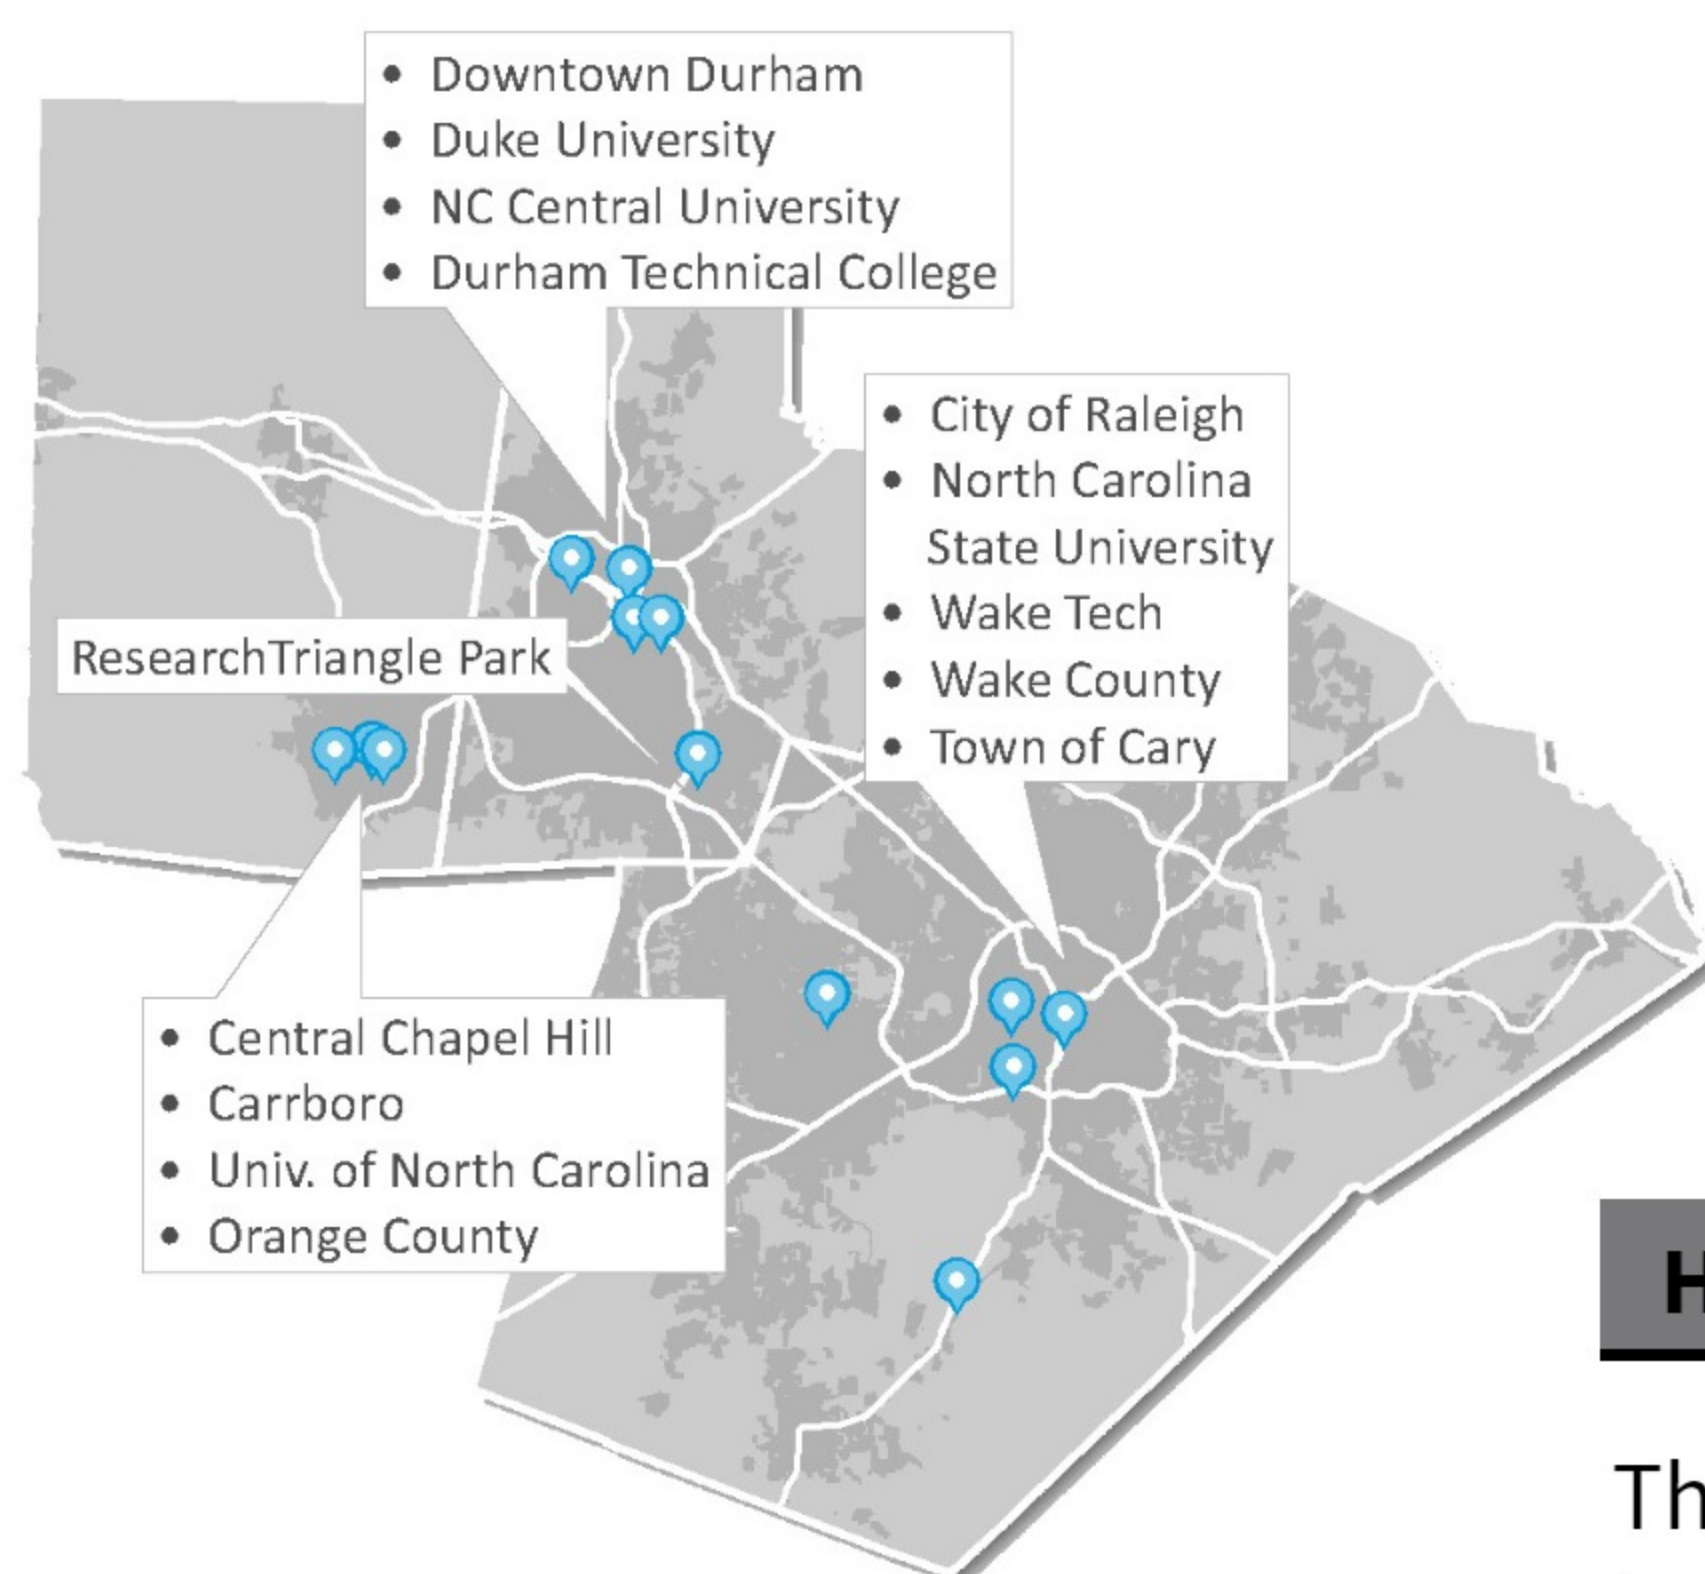 • Downtown Durham
• Duke University
• NC Central University
• Durham Technical College
• City of Raleigh
• North Carolina
State University
• Wake Tech
• Wake County
• Town of Cary
ResearchTriangle Park
• Central Chapel Hill
• Carrboro
• Univ. of North Carolina
• Orange County
H
Th